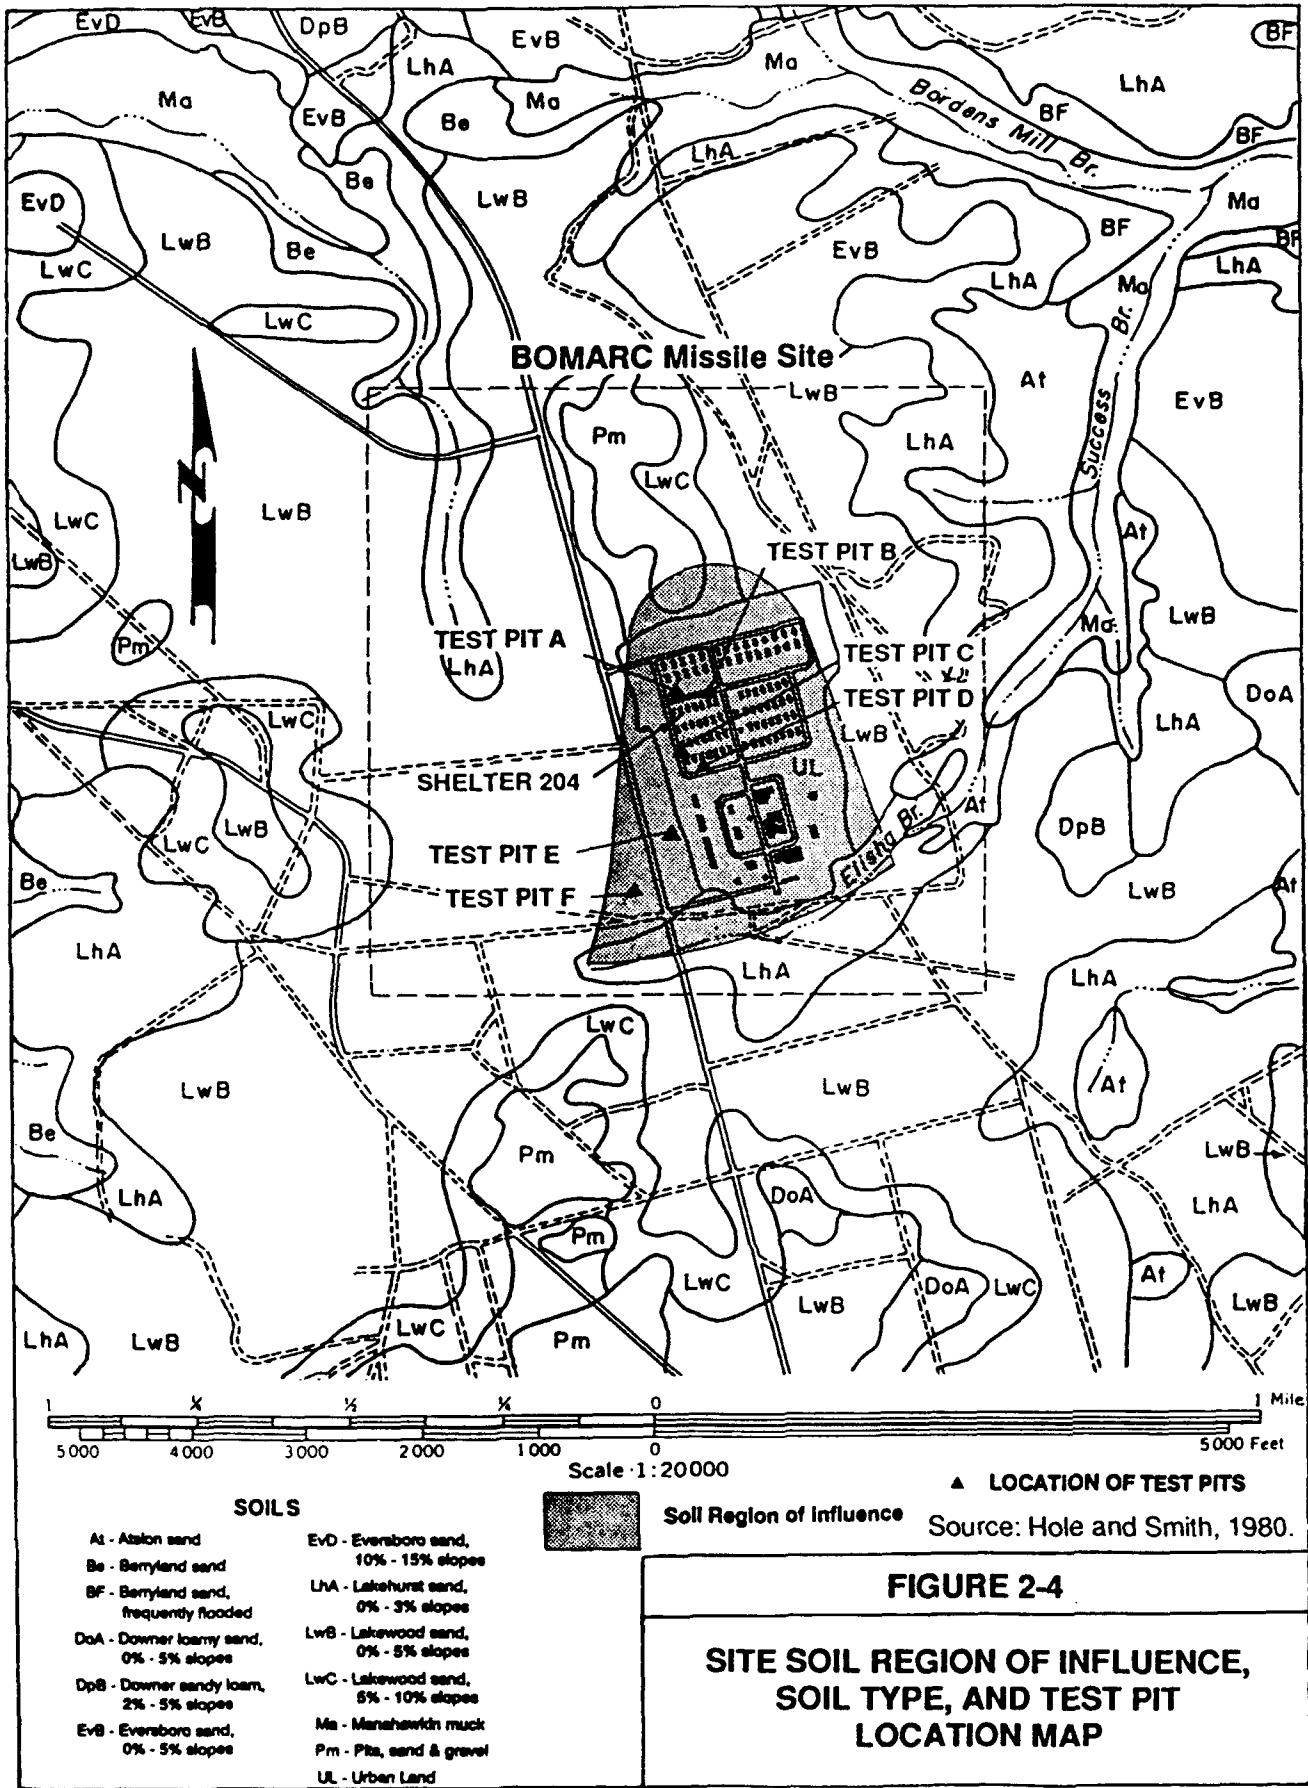 EvD EvB DpB EvB Ma BF
LhA LhA
Ma EvB Be Ma Bordens Mill Br. BF BF
Be LhA
EvD LwB Ma
LwB Be EvB BF BF
LwC LhA Ma LhA
LwC
BOMARC Missile Site
LwB At EvB
Pm LhA Success Br.
LwC
N
LwC LwB At
LwB TEST PIT B
Pm TEST PIT A Ma LwB
LhA TEST PIT C
LwC TEST PIT D LhA DoA
LwB
SHELTER 204 UL
LwC LwB At DpB
TEST PIT E Elisha Br.
Be TEST PIT F LwB At
LhA LhA LhA
LwC
LwB LwB At
Be Pm LwB
LhA DoA LhA
Pm
LwC DoA LwC At
LwB LwB
LhA LwB LwC Pm
1 ¾ ½ ¼ 0 1 Mile
5000 4000 3000 2000 1000 0 5000 Feet
Scale 1:20000
SOILS
At - Atsion sand
Be - Berryland sand
BF - Berryland sand,
frequently flooded
DoA - Downer loamy sand,
0% - 5% slopes
DpB - Downer sandy loam,
2% - 5% slopes
EvB - Evesboro sand,
0% - 5% slopes
EvD - Evesboro sand,
10% - 15% slopes
LhA - Lakehurst sand,
0% - 3% slopes
LwB - Lakewood sand,
0% - 5% slopes
LwC - Lakewood sand,
5% - 10% slopes
Ma - Manahawkin muck
Pm - Pits, sand & gravel
UL - Urban Land
Soil Region of Influence
▲ LOCATION OF TEST PITS
Source: Hole and Smith, 1980.
FIGURE 2-4
SITE SOIL REGION OF INFLUENCE,
SOIL TYPE, AND TEST PIT
LOCATION MAP